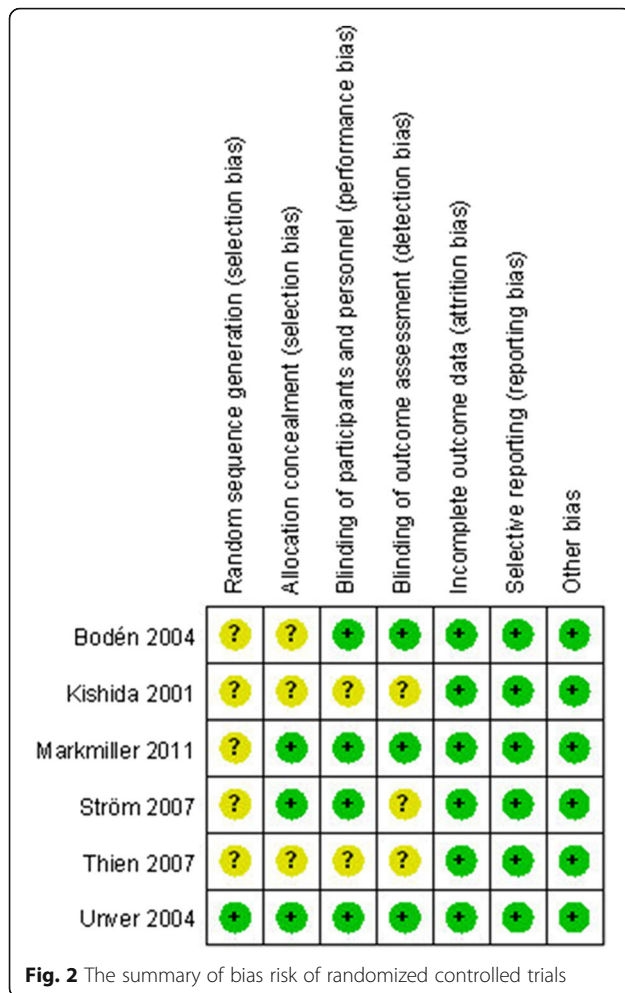 Random sequence generation (selection bias)
Allocation concealment (selection bias)
Blinding of participants and personnel (performance bias)
Blinding of outcome assessment (detection bias)
Incomplete outcome data (attrition bias)
Selective reporting (reporting bias)
Other bias
Bodén 2004 ? ? + + + + +
Kishida 2001 ? ? ? ? + + +
Markmiller 2011 ? + + + + + +
Ström 2007 ? + + ? + + +
Thien 2007 ? ? ? ? + + +
Unver 2004 + + + + + + +
Fig. 2 The summary of bias risk of randomized controlled trials